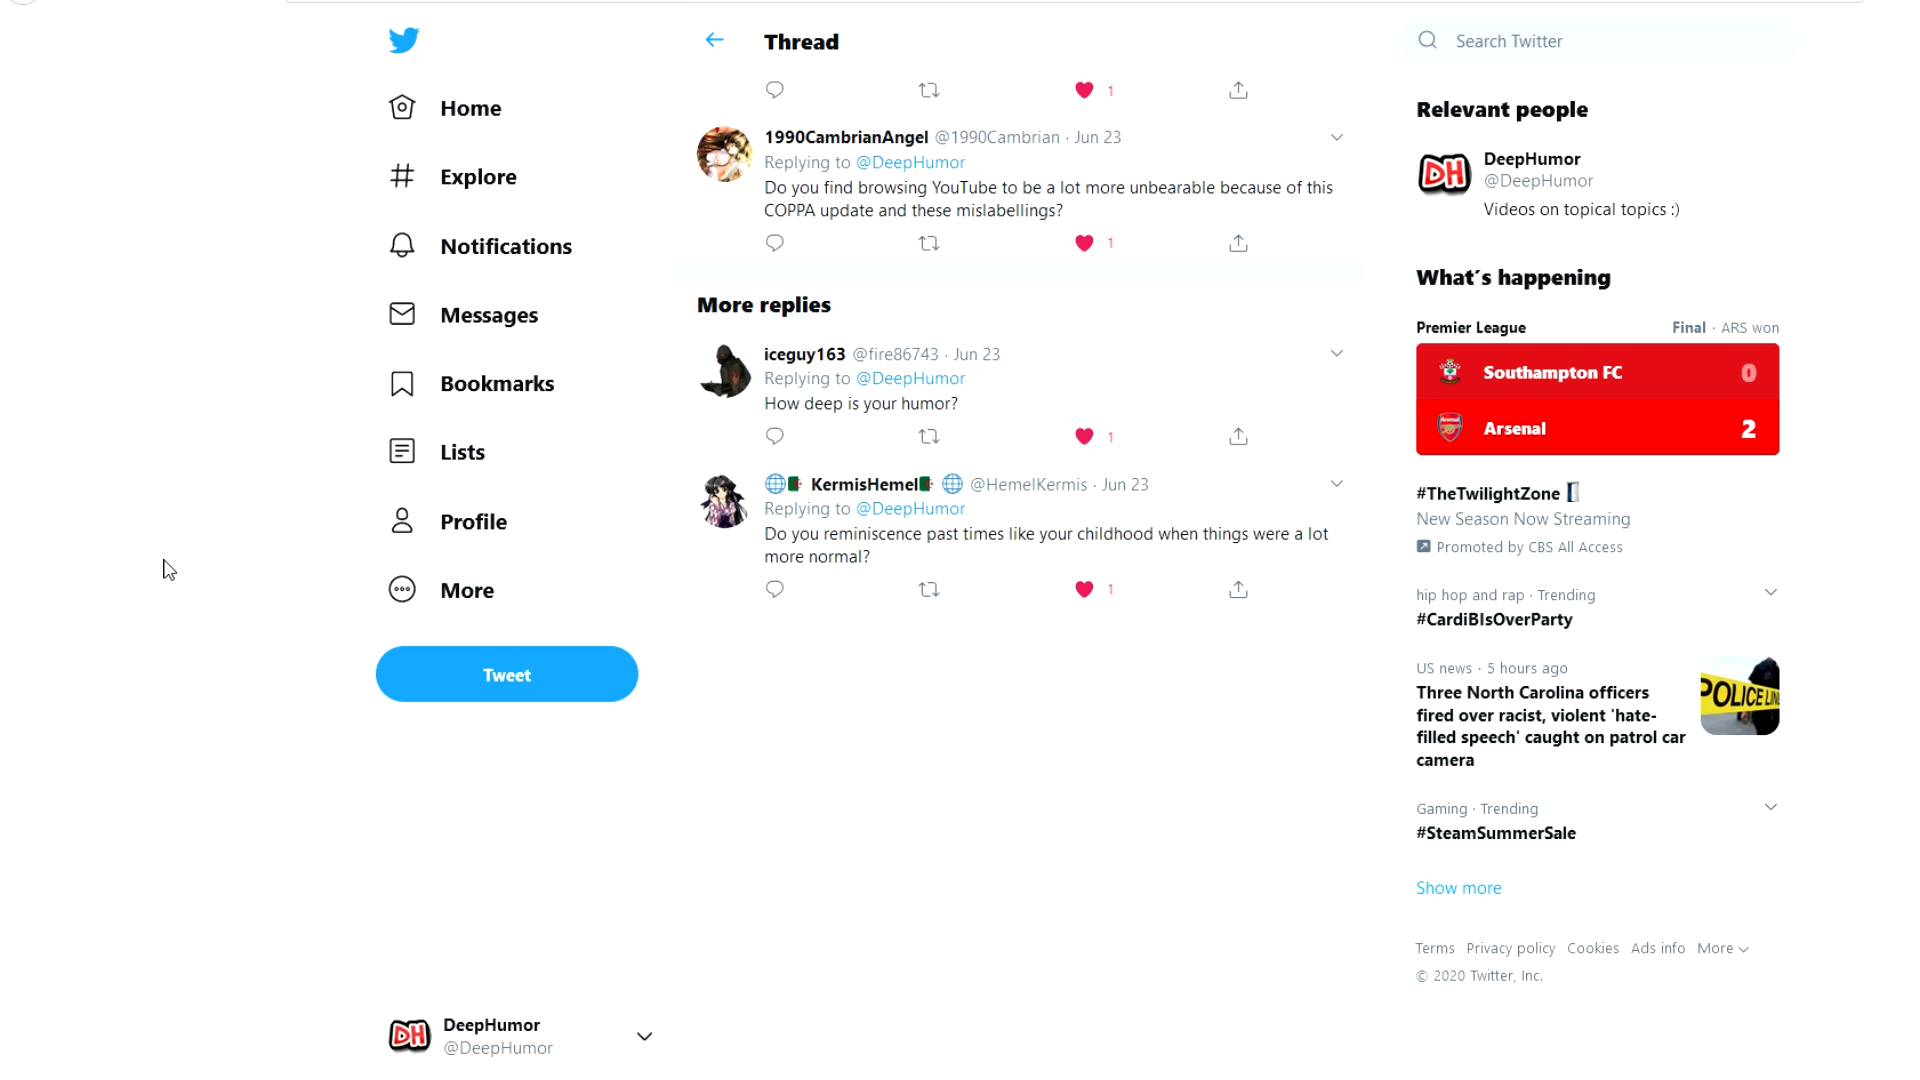 Home
Explore
Notifications
Messages
Bookmarks
Lists
Profile
More
Tweet
DeepHumor
@DeepHumor
Thread
1
1990CambrianAngel @1990Cambrian · Jun 23
Replying to @DeepHumor
Do you find browsing YouTube to be a lot more unbearable because of this
COPPA update and these mislabellings?
1
More replies
iceguy163 @fire86743 · Jun 23
Replying to @DeepHumor
How deep is your humor?
1
KermisHemel @HemelKermis · Jun 23
Replying to @DeepHumor
Do you reminiscence past times like your childhood when things were a lot
more normal?
1
Search Twitter
Relevant people
DH
DeepHumor
@DeepHumor
Videos on topical topics :)
What's happening
Premier League Final · ARS won
Southampton FC 0
Arsenal 2
#TheTwilightZone
New Season Now Streaming
Promoted by CBS All Access
hip hop and rap · Trending
#CardiBIsOverParty
US news · 5 hours ago
Three North Carolina officers
fired over racist, violent 'hate-
filled speech' caught on patrol car
camera
POLICE LIN
Gaming · Trending
#SteamSummerSale
Show more
Terms Privacy policy Cookies Ads info More
© 2020 Twitter, Inc.
DH